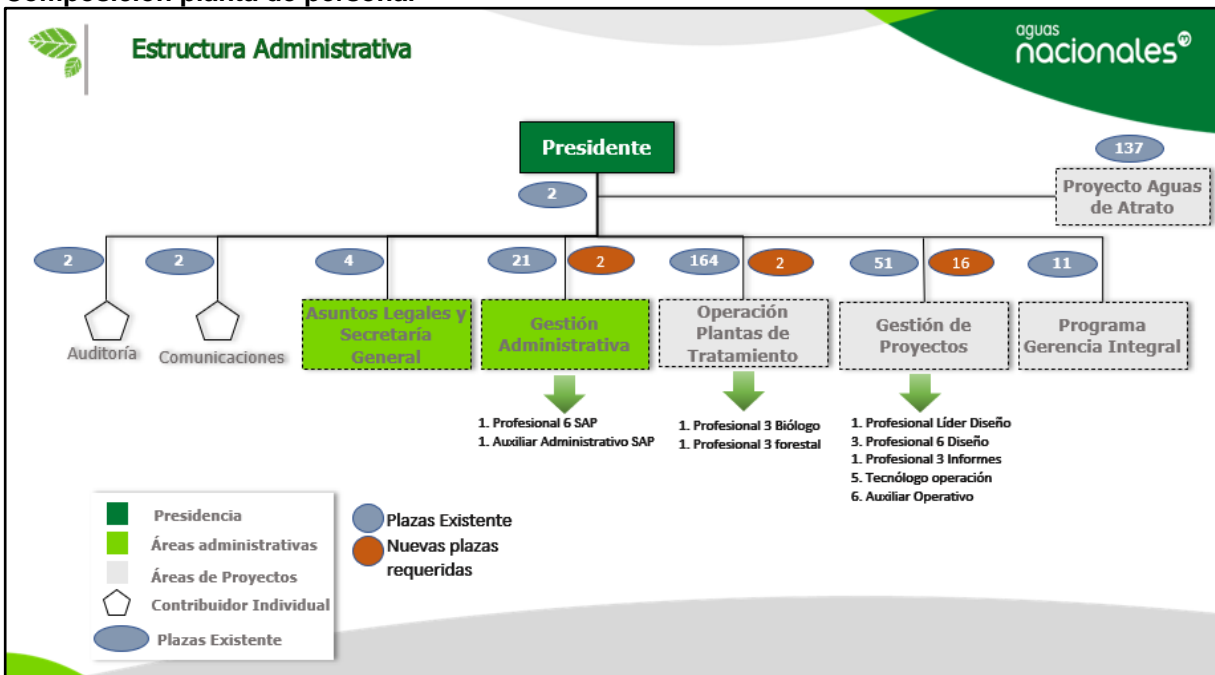 Composición planta de personal
Estructura Administrativa
aguas
nacionales®
Presidente
137
2
Proyecto Aguas
de Atrato
2
2
4
21
2
164
2
51
16
11
Auditoría
Comunicaciones
Asuntos Legales y
Secretaría
General
Gestión
Administrativa
Operación
Plantas de
Tratamiento
Gestión de
Proyectos
Programa
Gerencia Integral
1. Profesional 6 SAP
1. Auxiliar Administrativo SAP
1. Profesional 3 Biólogo
1. Profesional 3 forestal
1. Profesional Líder Diseño
3. Profesional 6 Diseño
1. Profesional 3 Informes
5. Tecnólogo operación
6. Auxiliar Operativo
Presidencia
Áreas administrativas
Áreas de Proyectos
Contribuidor Individual
Plazas Existente
Plazas Existente
Nuevas plazas
requeridas